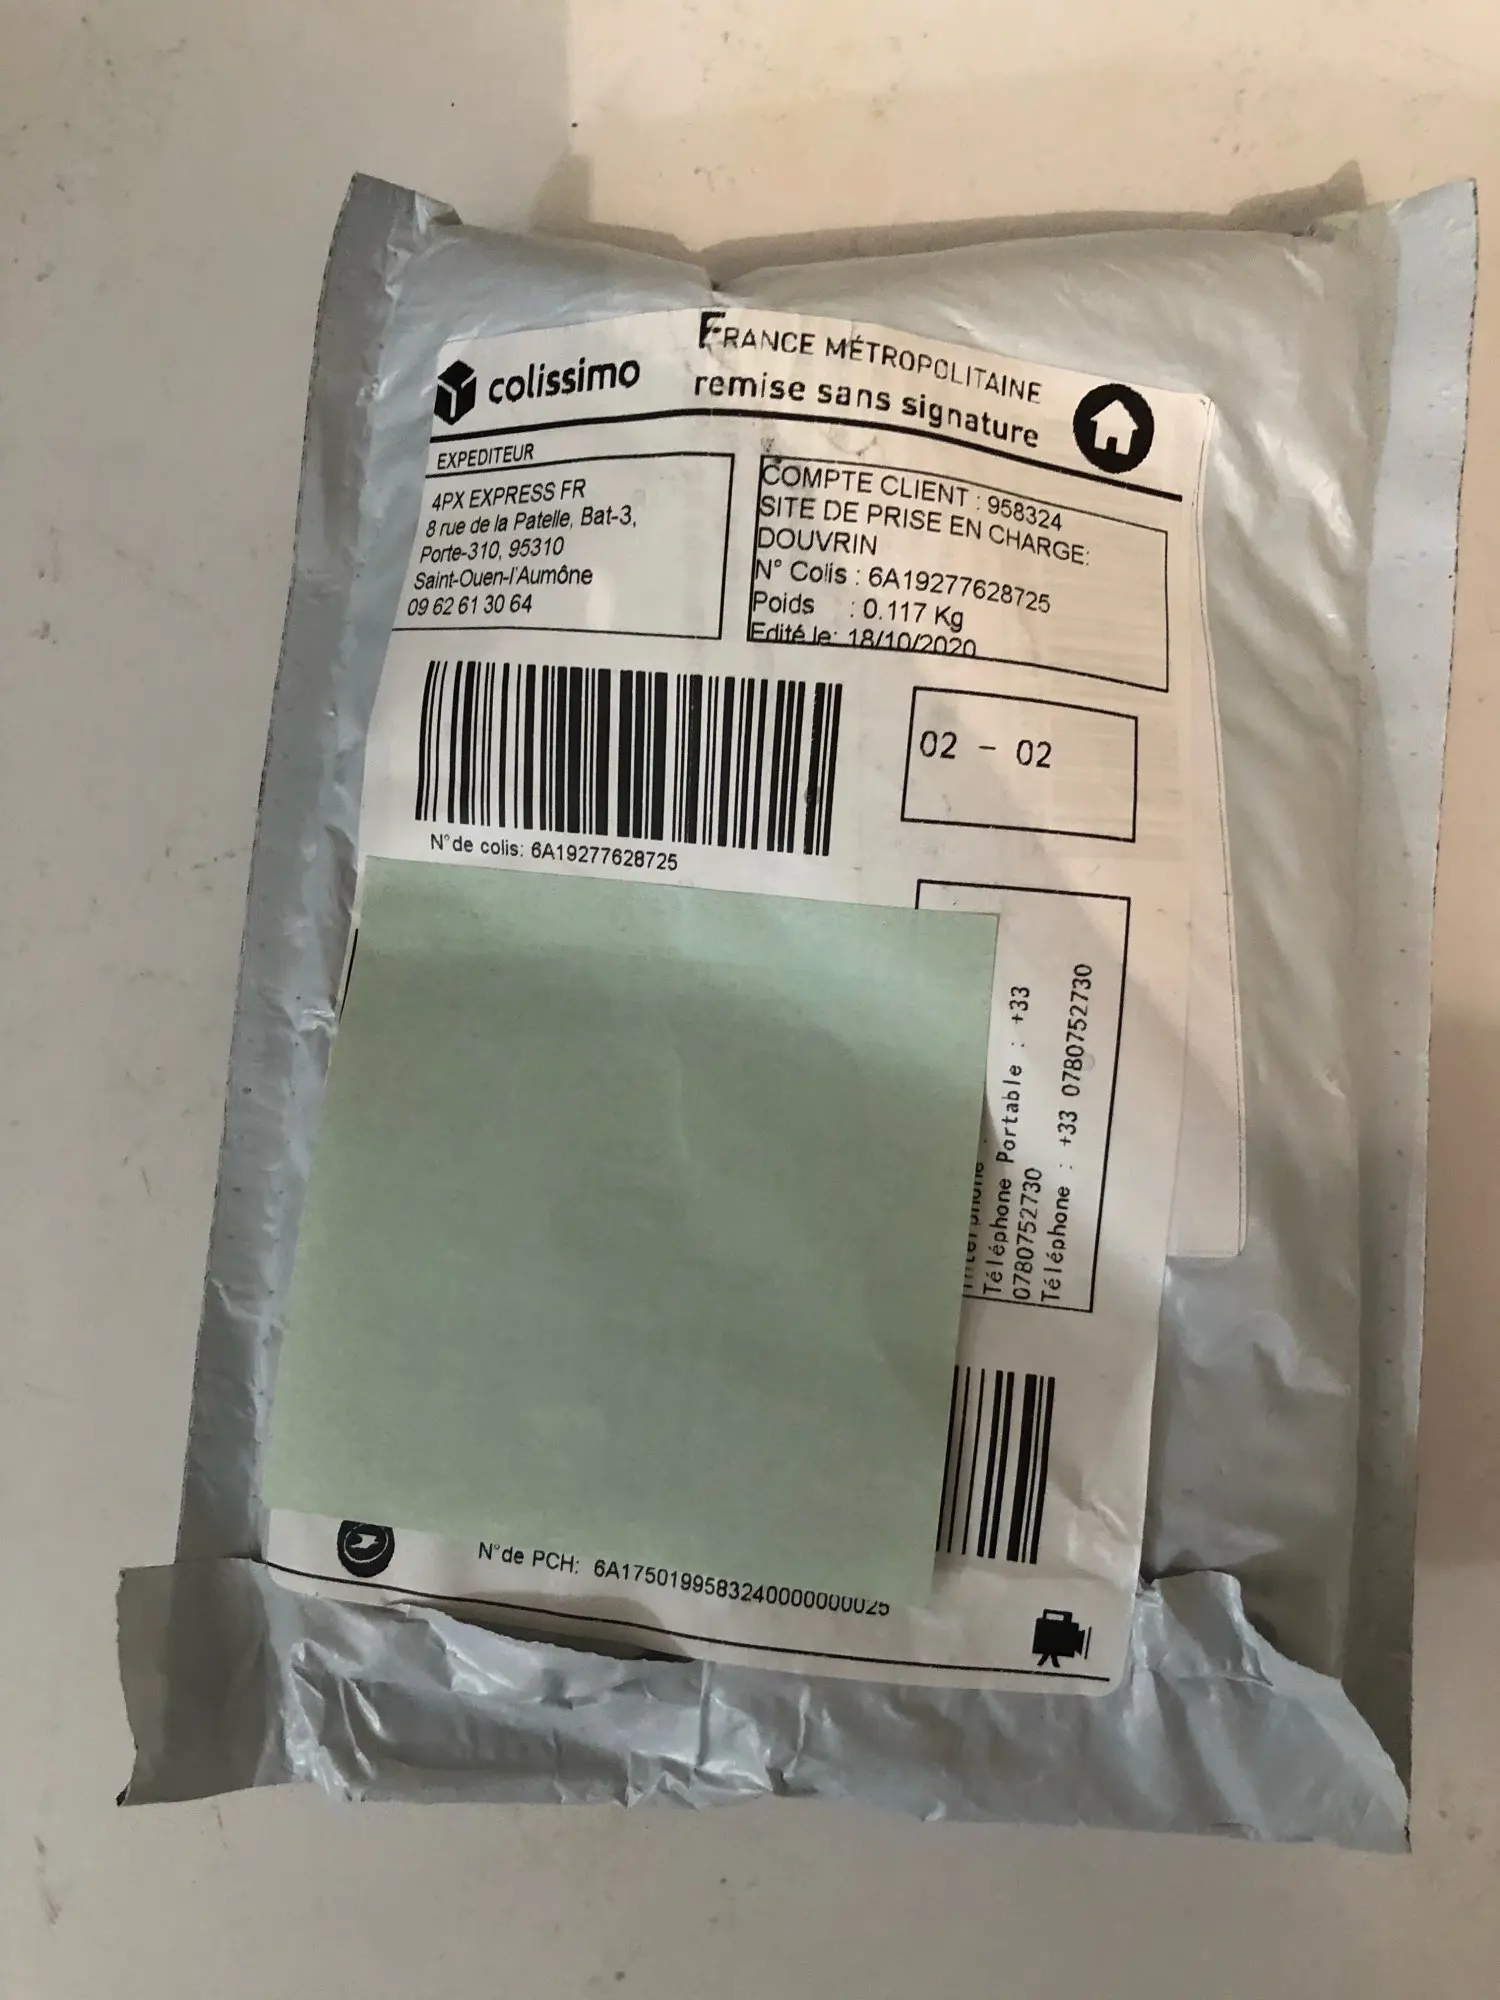 colissimo
FRANCE MÉTROPOLITAINE
remise sans signature
EXPEDITEUR
4PX EXPRESS FR
8 rue de la Patelle, Bat-3,
Porte-310, 95310
Saint-Ouen-l'Aumône
09 62 61 30 64
COMPTE CLIENT : 958324
SITE DE PRISE EN CHARGE:
DOUVRIN
N° Colis : 6A19277628725
Poids : 0.117 Kg
Edité le: 18/10/2020
N°de colis: 6A19277628725
02 - 02
Téléphone Portable : +33
0780752730
Téléphone : +33 0780752730
N°de PCH: 6A1750199583240000000025